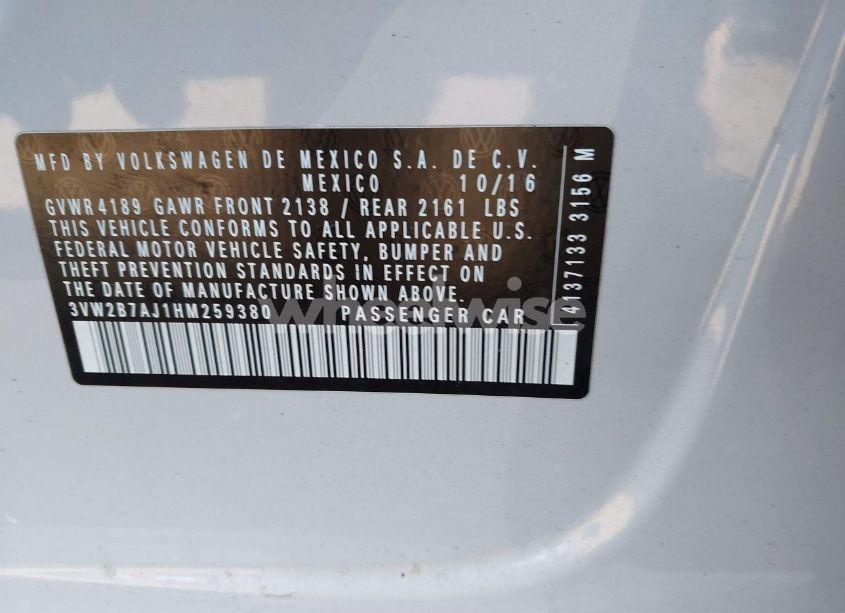 MFD BY VOLKSWAGEN DE MEXICO S.A. DE C.V.
MEXICO 10/16
GVWR 4189 GAWR FRONT 2138 / REAR 2161 LBS
THIS VEHICLE CONFORMS TO ALL APPLICABLE U.S.
FEDERAL MOTOR VEHICLE SAFETY, BUMPER AND
THEFT PREVENTION STANDARDS IN EFFECT ON
THE DATE OF MANUFACTURE SHOWN ABOVE.
3VW2B7AJ1HM259380 PASSENGER CAR
4137133 3156 M
wheelwise